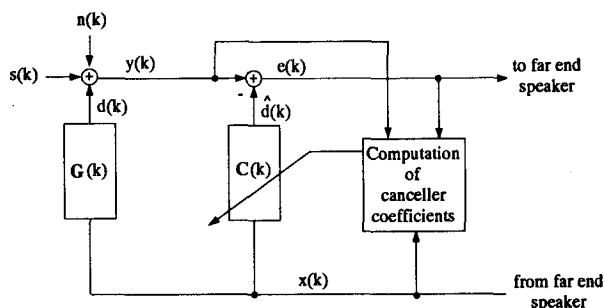 n(k)
s(k)
y(k)
e(k)
to far end
speaker
d(k)
-
d̂(k)
G(k)
C(k)
Computation
of
canceller
coefficients
x(k)
from far end
speaker